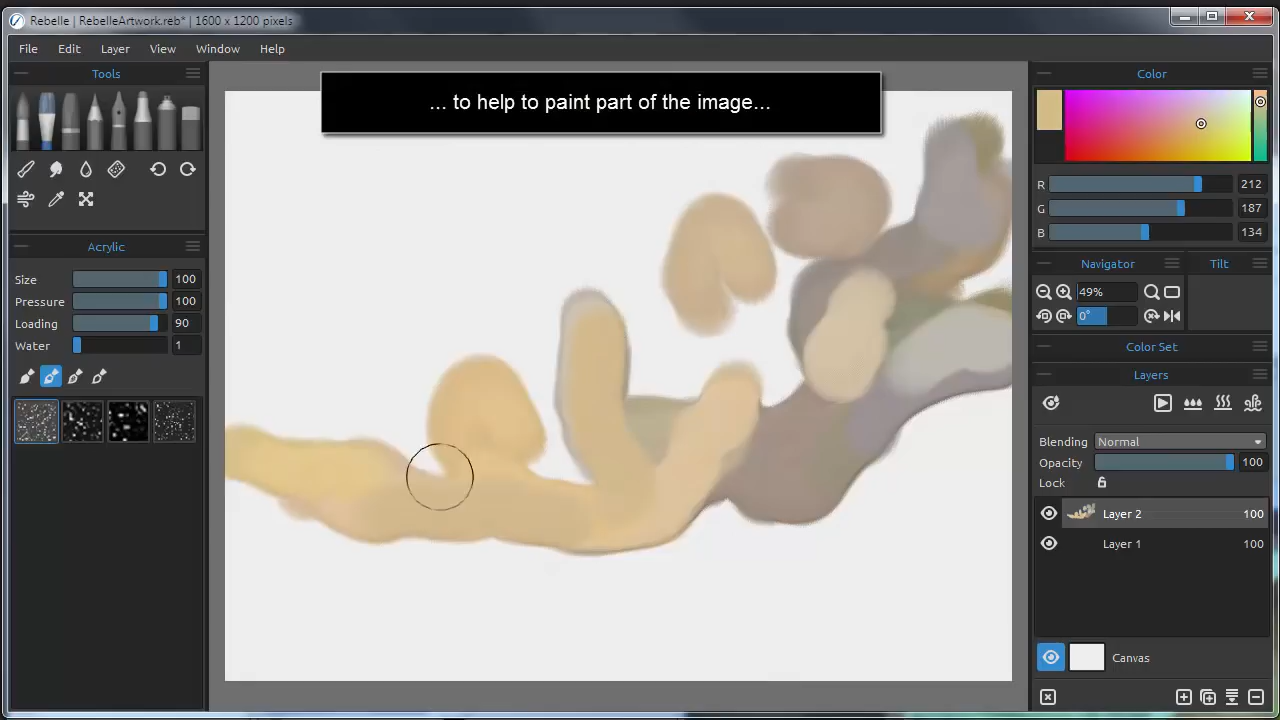 Rebelle | RebelleArtwork.reb* | 1600 x 1200 pixels
File Edit Layer View Window Help
Tools
... to help to paint part of the image...
Acrylic
Size 100
Pressure 100
Loading 90
Water 1
Color
R 212
G 187
B 134
Navigator Tilt
49%
0°
Color Set
Layers
Blending Normal
Opacity 100
Lock
Layer 2 100
Layer 1 100
Canvas